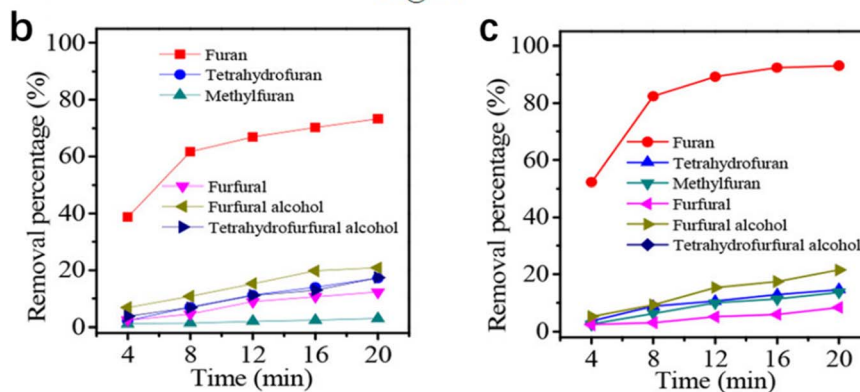 b
Removal percentage (%)
100
80
60
40
20
0
Furan
Tetrahydrofuran
Methylfuran
Furfural
Furfural alcohol
Tetrahydrofurfural alcohol
4 8 12 16 20
Time (min)
c
Removal percentage (%)
100
80
60
40
20
0
Furan
Tetrahydrofuran
Methylfuran
Furfural
Furfural alcohol
Tetrahydrofurfural alcohol
4 8 12 16 20
Time (min)